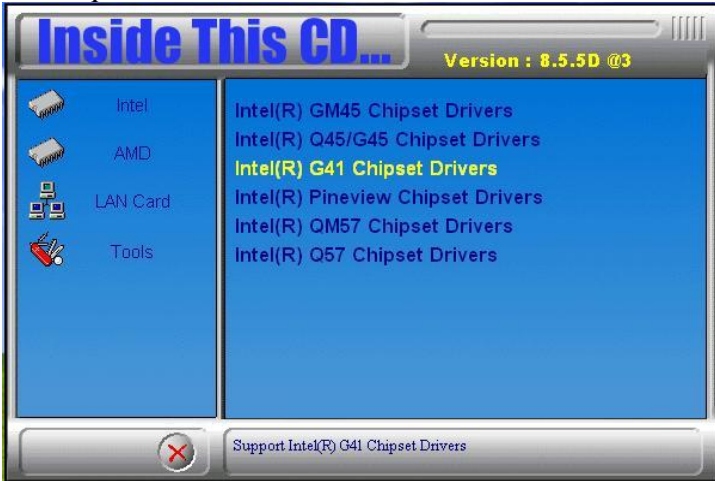 Inside This CD...
Version : 8.5.5D @3
Intel
AMD
LAN Card
Tools
Intel(R) GM45 Chipset Drivers
Intel(R) Q45/G45 Chipset Drivers
Intel(R) G41 Chipset Drivers
Intel(R) Pineview Chipset Drivers
Intel(R) QM57 Chipset Drivers
Intel(R) Q57 Chipset Drivers
Support Intel(R) G41 Chipset Drivers